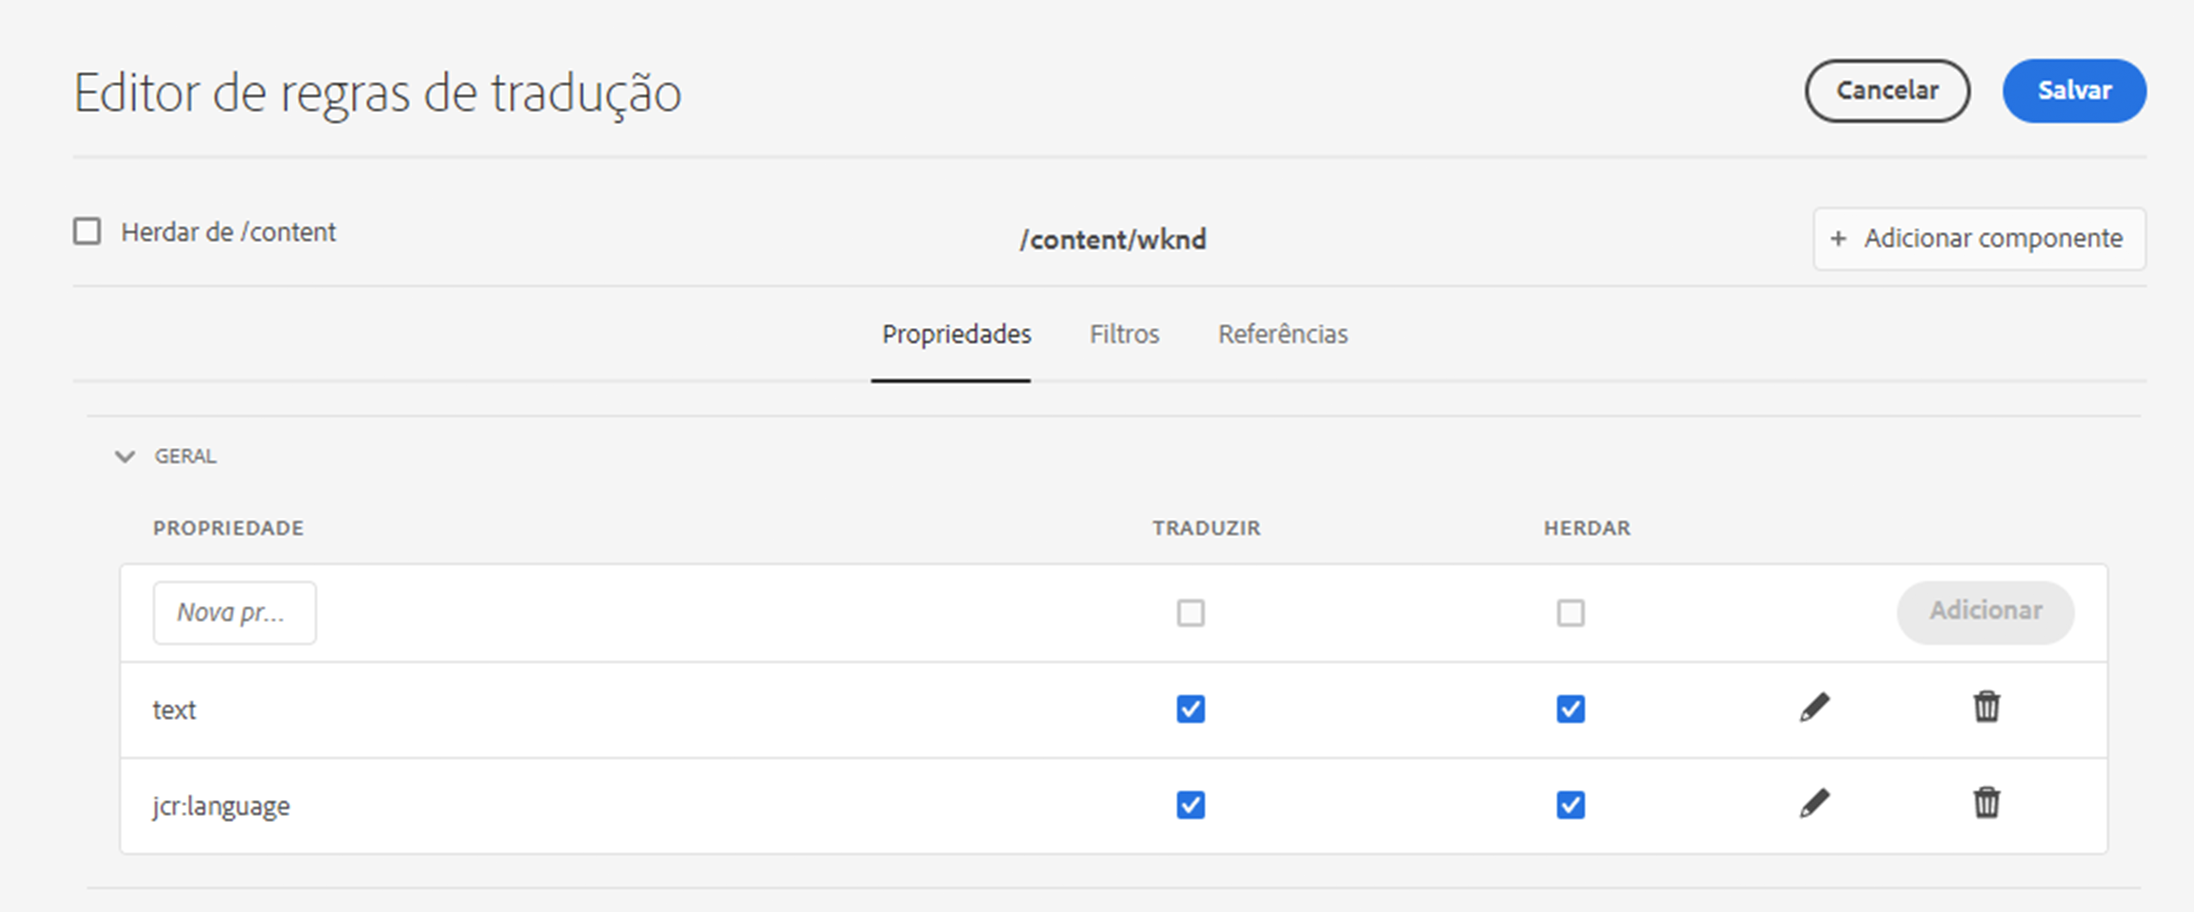 Editor de regras de tradução
Cancelar
Salvar
Herdar de /content
/content/wknd
+ Adicionar componente
Propriedades
Filtros
Referências
GERAL
PROPRIEDADE
TRADUZIR
HERDAR
Nova pr...
Adicionar
text
jcr:language